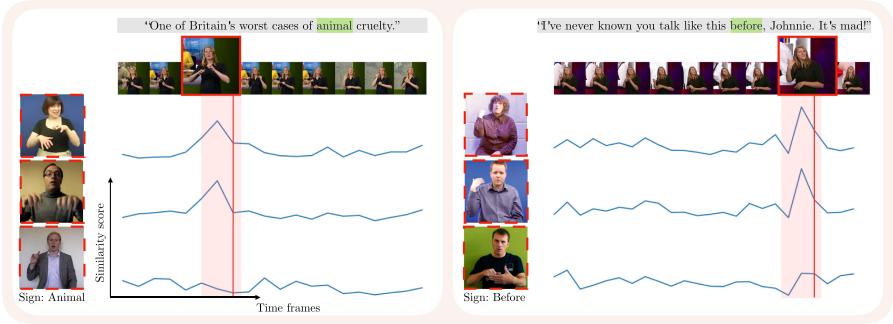 “One of Britain's worst cases of animal cruelty.”
Similarity score
Time frames
Sign: Animal
“I've never known you talk like this before, Johnnie. It's mad!”
Sign: Before